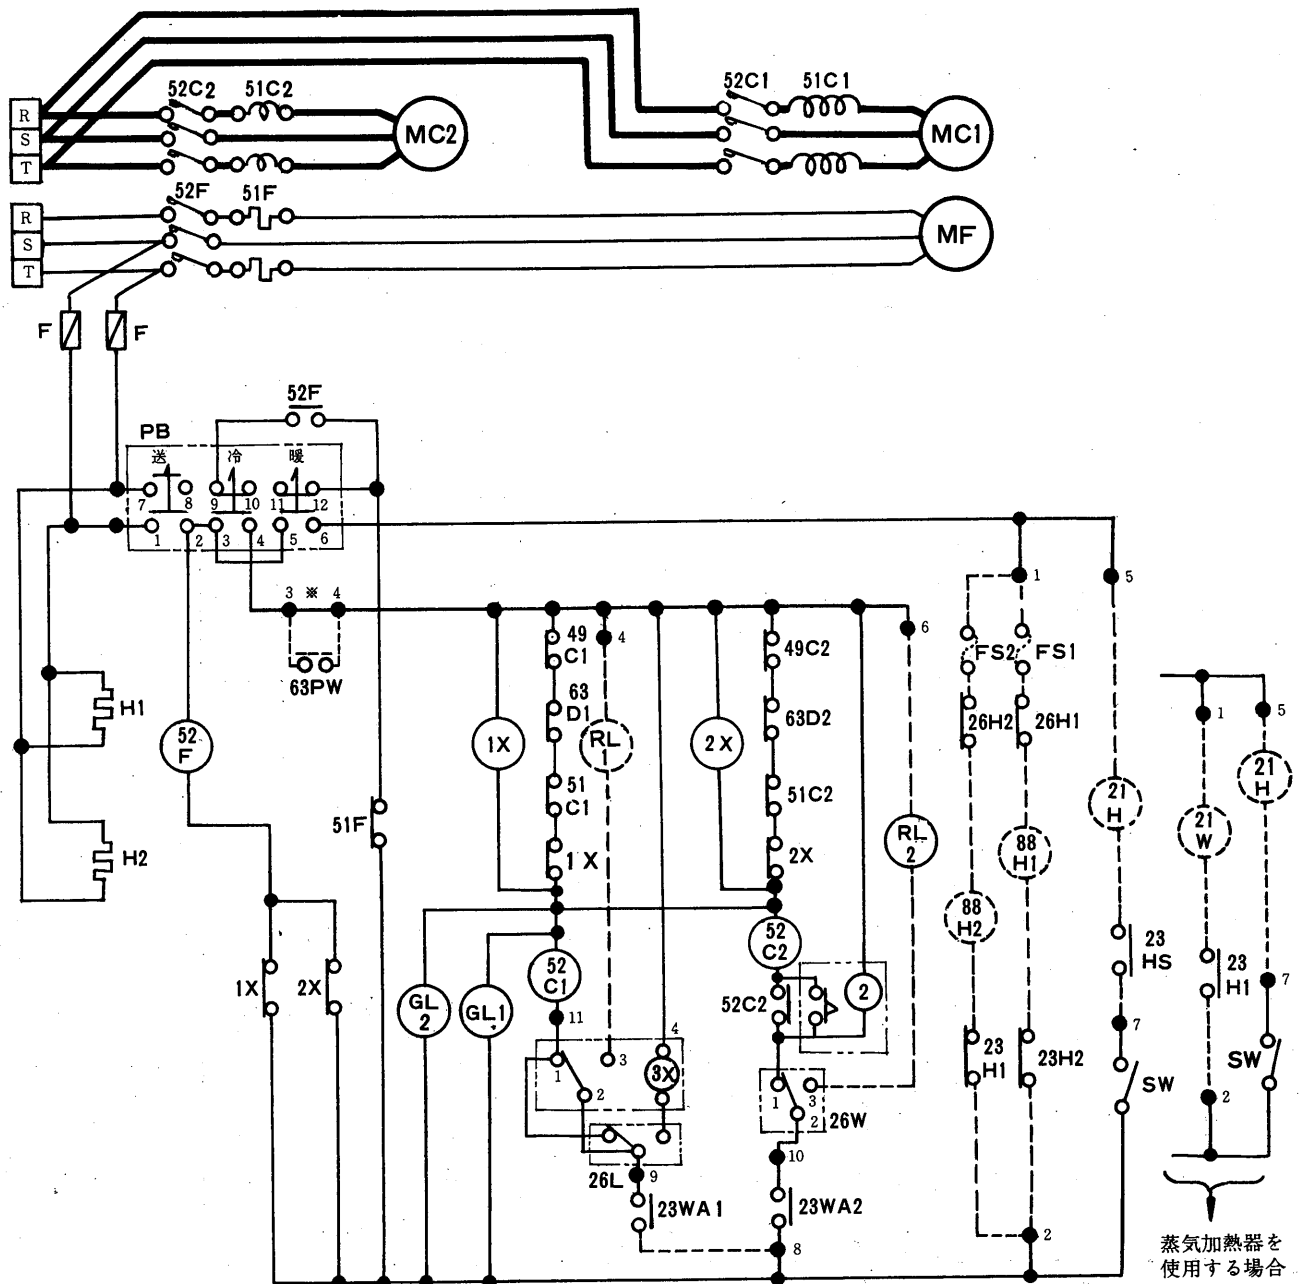 52C2 51C2 52C1 51C1
R
S
T
MC2
MC1
52F 51F
R
S
T
MF
F F
52F
PB
送 冷 暖
7 8 9 10 11 12
1 2 3 4 5 6
3 ※ 4
63PW
1 5
4 6
49
C1
49C2
FS2 FS1
63
D1
63D2
26H2 26H1
H1
52
F
1X
RL
1
2X
51
C1
51C2
51F
1X
2X
RL
2
88
H1
88
H2
21
H
H2
1 5
21
W
21
H
52
C1
52
C2
52C2
2
1X 2X
GL
2
GL1
11
23
HS
23
H1
7
7
4
1 2 3
3X
1 3
2
26W
23
H1
23H2
SW
SW
2
26L
9
10
23WA1
23WA2
8
2
蒸気加熱器を
使用する場合